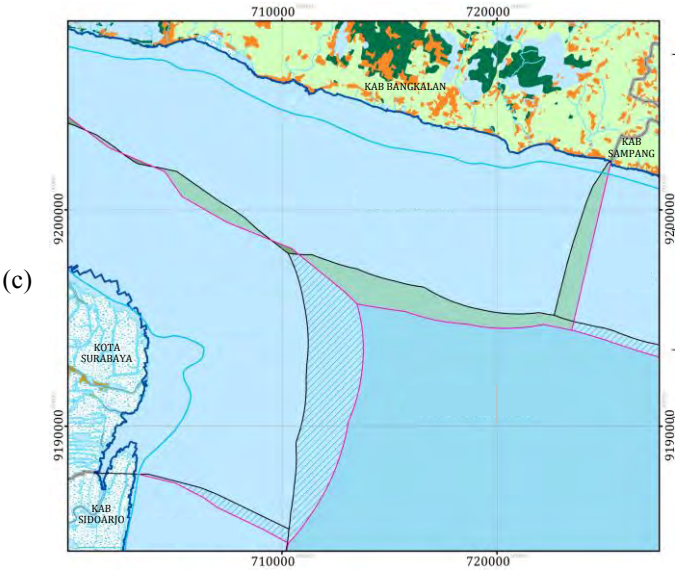 710000
720000
KAB BANGKALAN
KAB
SAMPANG
9200000
9200000
(c)
KOTA
SURABAYA
9190000
9190000
KAB
SIDOARJO
710000
720000